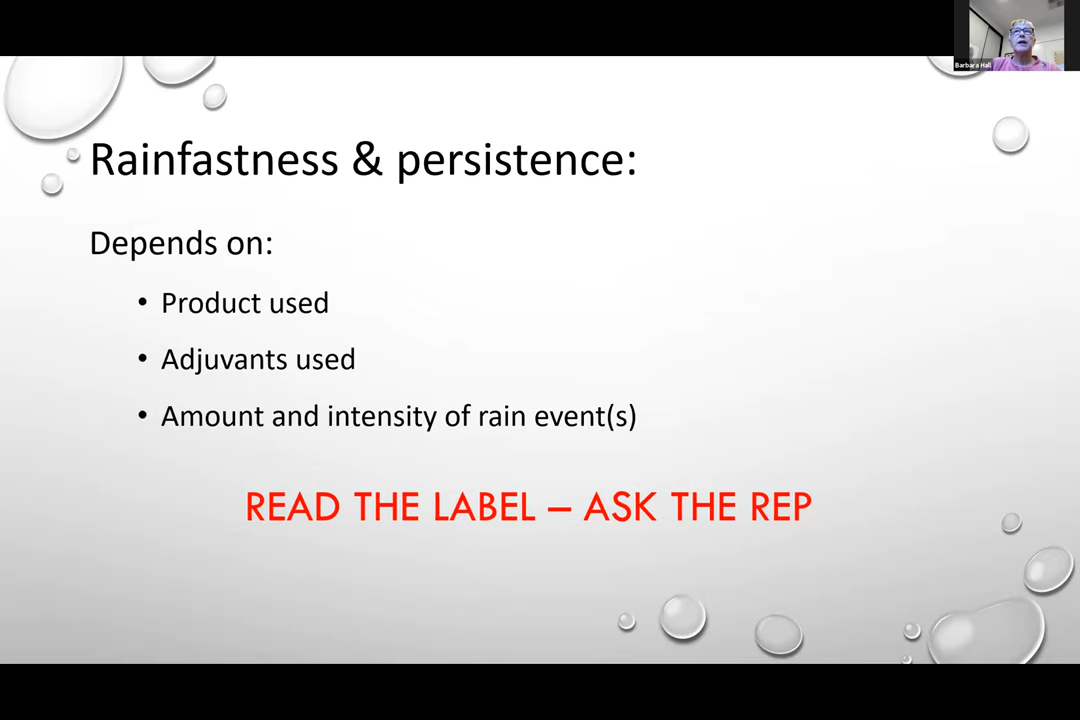 Barbara Hall
Rainfastness & persistence:
Depends on:
• Product used
• Adjuvants used
• Amount and intensity of rain event(s)
READ THE LABEL – ASK THE REP